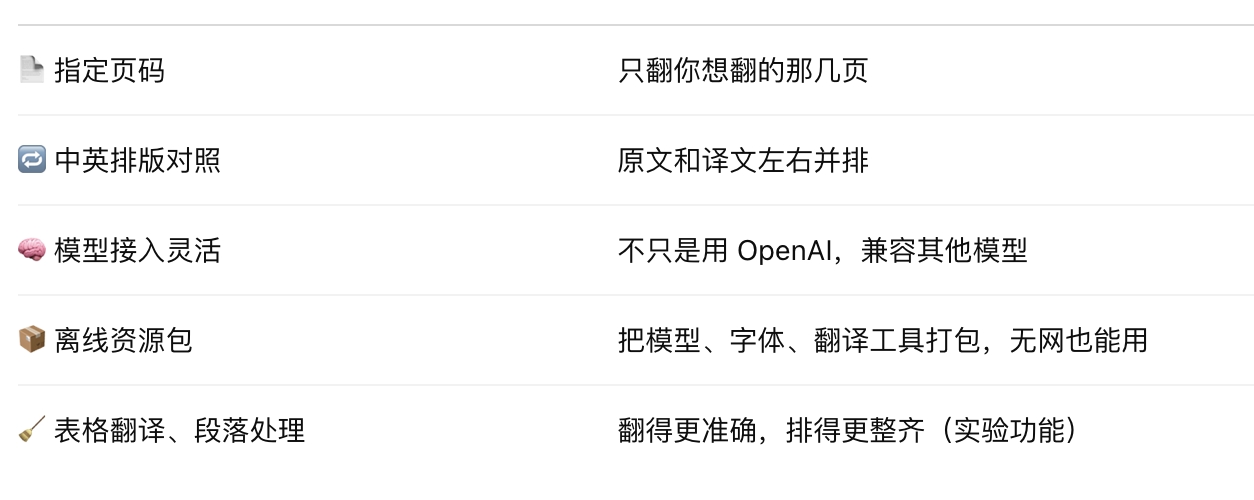 📄 指定页码 只翻你想翻的那几页
🔁 中英排版对照 原文和译文左右并排
🧠 模型接入灵活 不只是用 OpenAI，兼容其他模型
📦 离线资源包 把模型、字体、翻译工具打包，无网也能用
🧹 表格翻译、段落处理 翻得更准确，排得更整齐（实验功能）